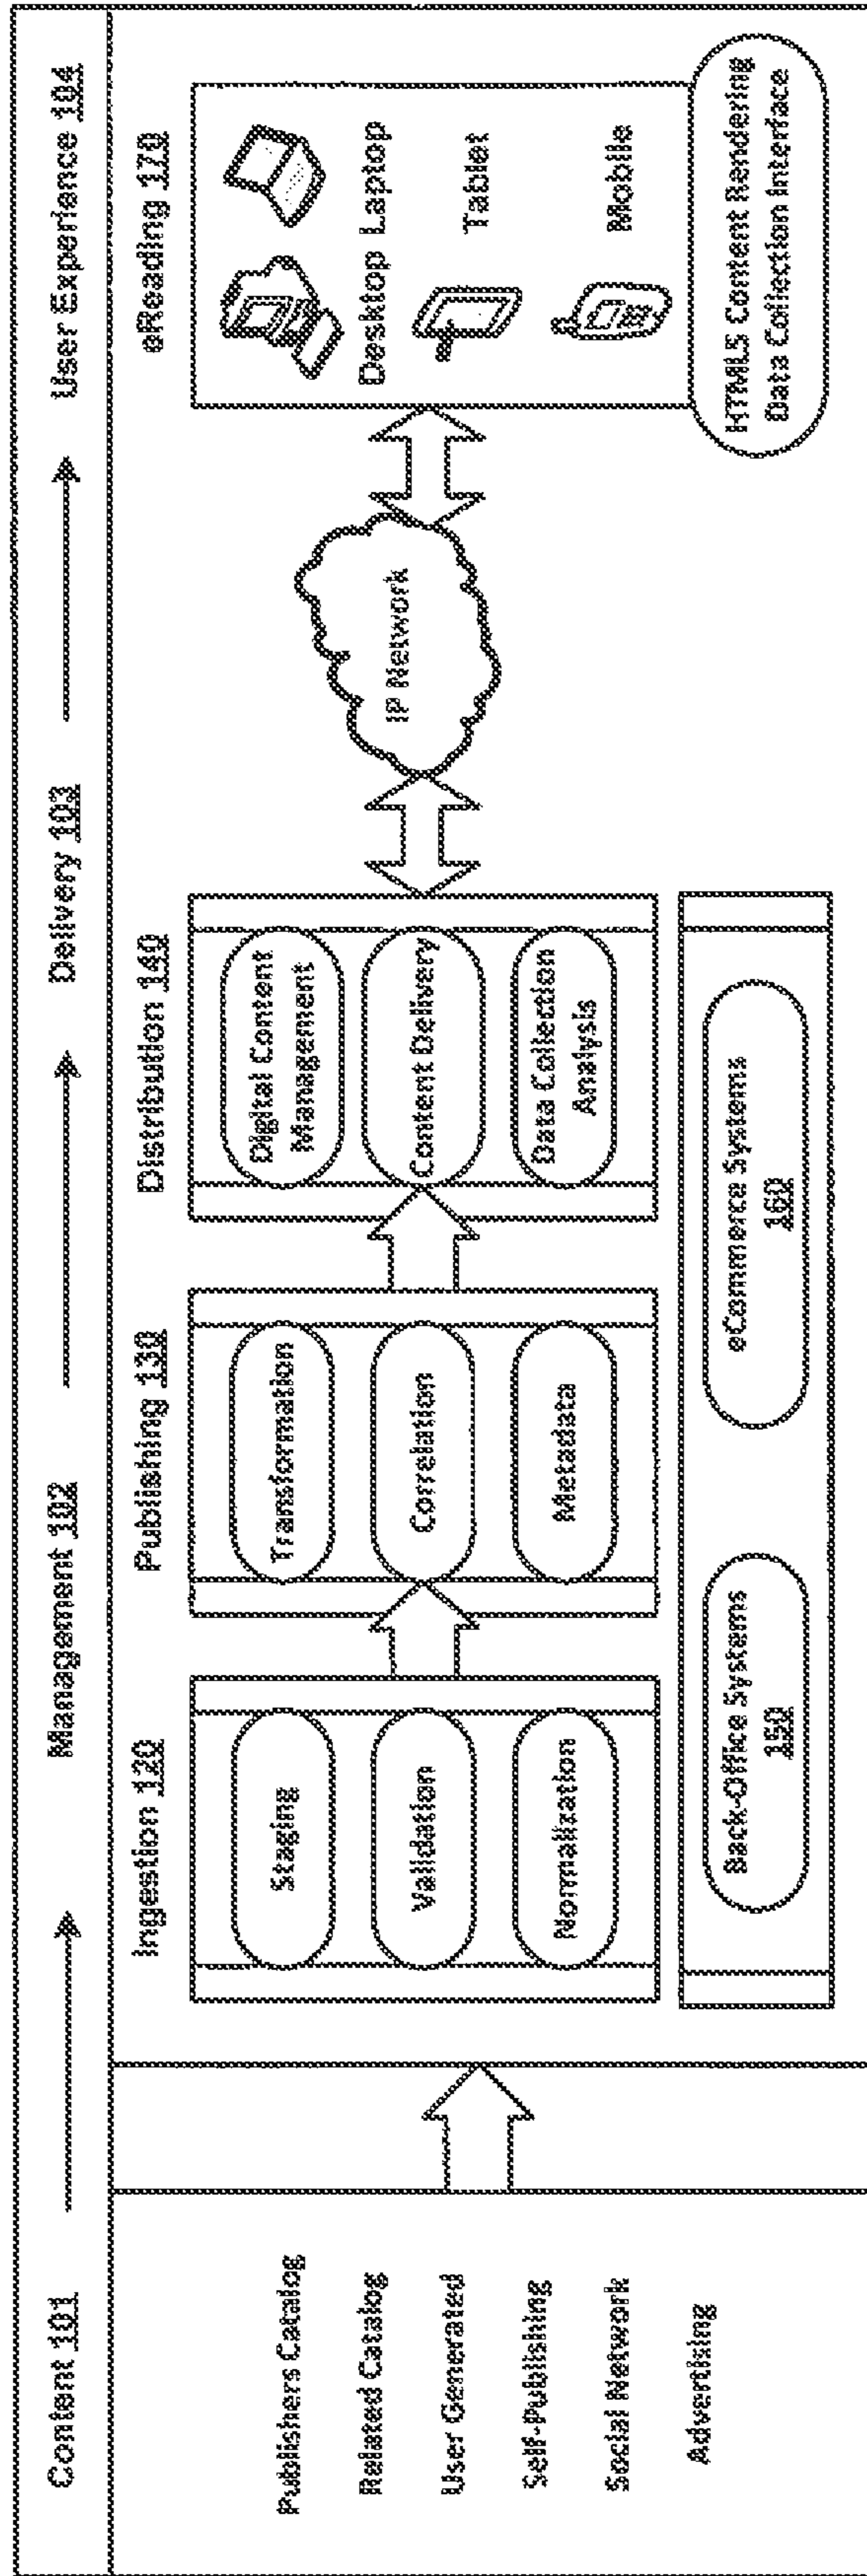 Content 101
Management 102
Delivery 103
User Experience 104
Publishers Catalog
Related Catalog
User Generated
Self-Publishing
Social Network
Advertising
Ingestion 120
Staging
Validation
Normalization
Publishing 130
Transformation
Correlation
Metadata
Distribution 140
Digital Content
Management
Content Delivery
Data Collection
Analysis
Back-Office Systems
150
eCommerce Systems
160
IP Network
eReading 170
Desktop Laptop
Tablet
Mobile
HTML5 Content Rendering
Data Collection Interface